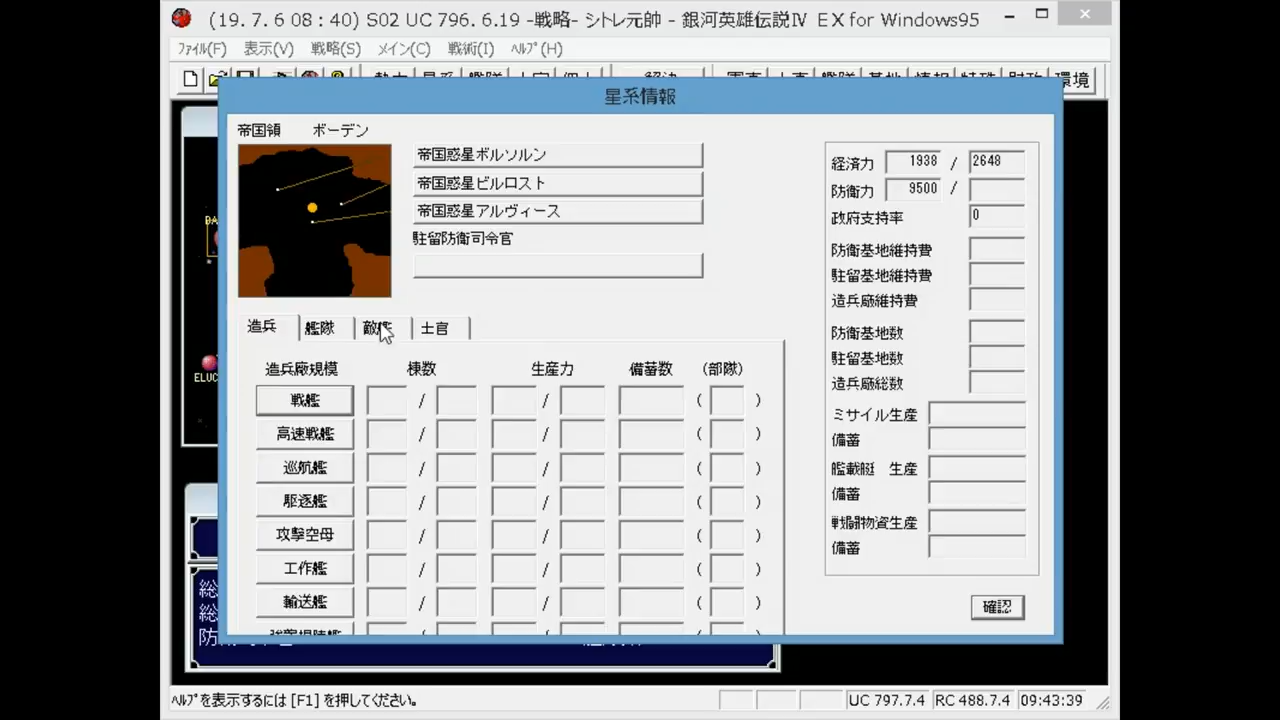 (19. 7. 6 08：40) S02 UC 796. 6.19 -戦略- シトレ元帥 - 銀河英雄伝説Ⅳ EX for Windows95
ﾌｧｲﾙ(F) 表示(V) 戦略(S) メイン(C) 戦術(I) ﾍﾙﾌﾟ(H)
環境
星系情報
帝国領 ボーデン
帝国惑星ボルソルン
帝国惑星ビルロスト
帝国惑星アルヴィース
駐留防衛司令官
経済力 1938 / 2648
防衛力 9500 /
政府支持率 0
防衛基地維持費
駐留基地維持費
造兵廠維持費
防衛基地数
駐留基地数
造兵廠総数
ミサイル生産
備蓄
艦載艇 生産
備蓄
戦闘物資生産
備蓄
確認
造兵 艦隊 敵 士官
造兵廠規模 棟数 生産力 備蓄数 (部隊)
戦艦 / / ( )
高速戦艦 / / ( )
巡航艦 / / ( )
駆逐艦 / / ( )
攻撃空母 / / ( )
工作艦 / / ( )
輸送艦 / / ( )
ELUC
総
総
防
ﾍﾙﾌﾟを表示するには [F1] を押してください。
UC 797.7.4 RC 488.7.4 09:43:39